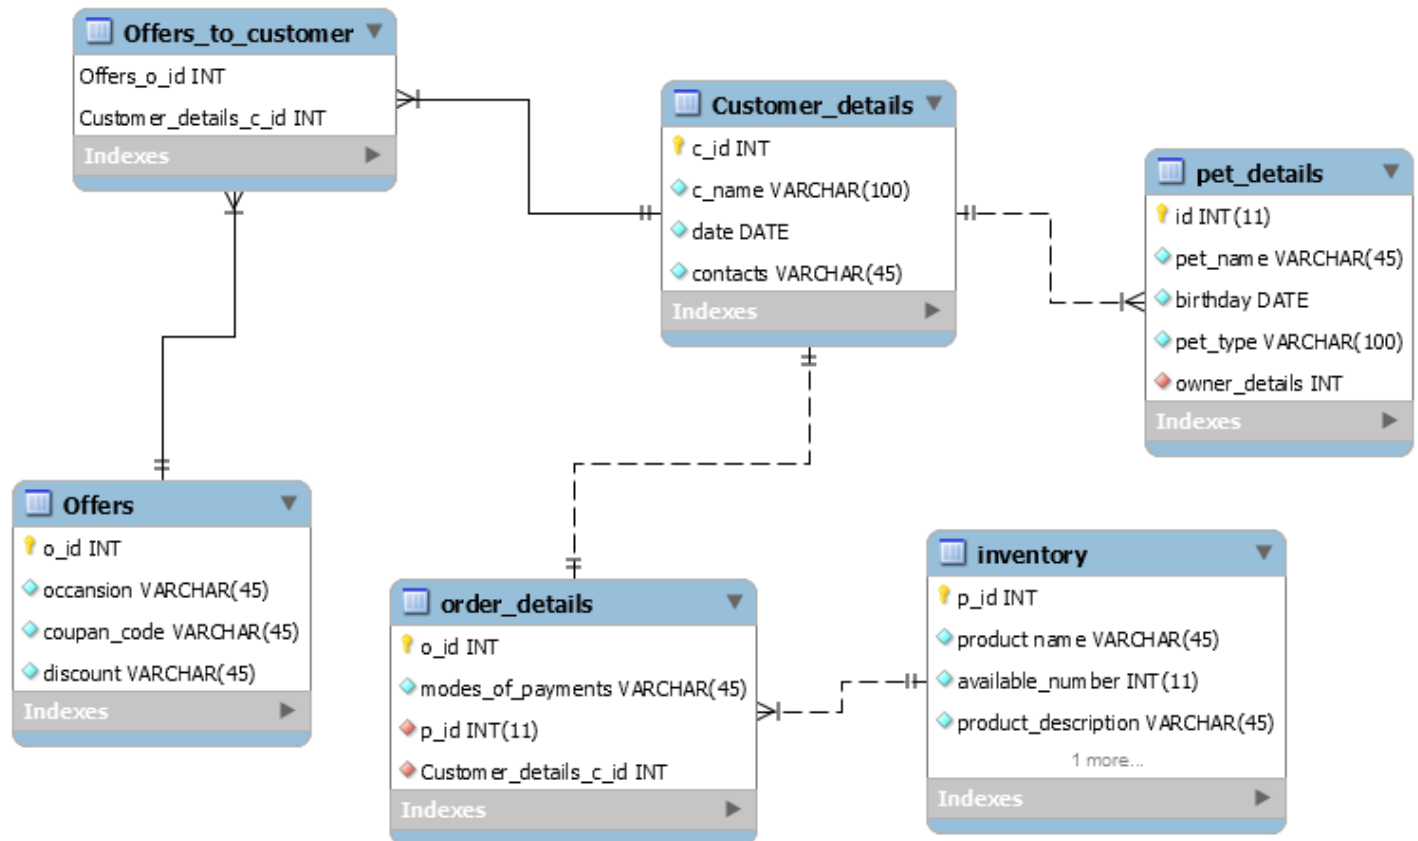 Offers_to_customer
Offers_o_id INT
Customer_details_c_id INT
Indexes
Customer_details
c_id INT
c_name VARCHAR(100)
date DATE
contacts VARCHAR(45)
Indexes
pet_details
id INT(11)
pet_name VARCHAR(45)
birthday DATE
pet_type VARCHAR(100)
owner_details INT
Indexes
Offers
o_id INT
occansion VARCHAR(45)
coupan_code VARCHAR(45)
discount VARCHAR(45)
Indexes
order_details
o_id INT
modes_of_payments VARCHAR(45)
p_id INT(11)
Customer_details_c_id INT
Indexes
inventory
p_id INT
product name VARCHAR(45)
available_number INT(11)
product_description VARCHAR(45)
1 more...
Indexes